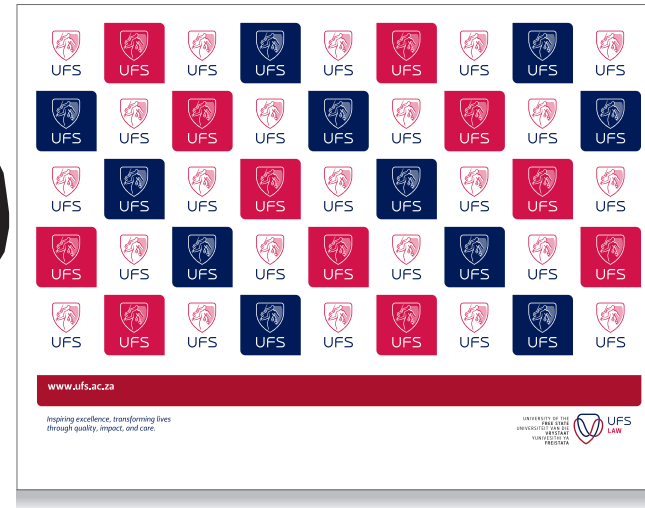 UFS UFS UFS UFS UFS UFS UFS UFS UFS
UFS UFS UFS UFS UFS UFS UFS UFS UFS
UFS UFS UFS UFS UFS UFS UFS UFS UFS
UFS UFS UFS UFS UFS UFS UFS UFS UFS
UFS UFS UFS UFS UFS UFS UFS UFS UFS
www.ufs.ac.za
Inspiring excellence, transforming lives
through quality, impact, and care.
UNIVERSITY OF THE
FREE STATE
UNIVERSITEIT VAN DIE
VRYSTAAT
YUNIVESITHI YA
FREISTATA
UFS
LAW